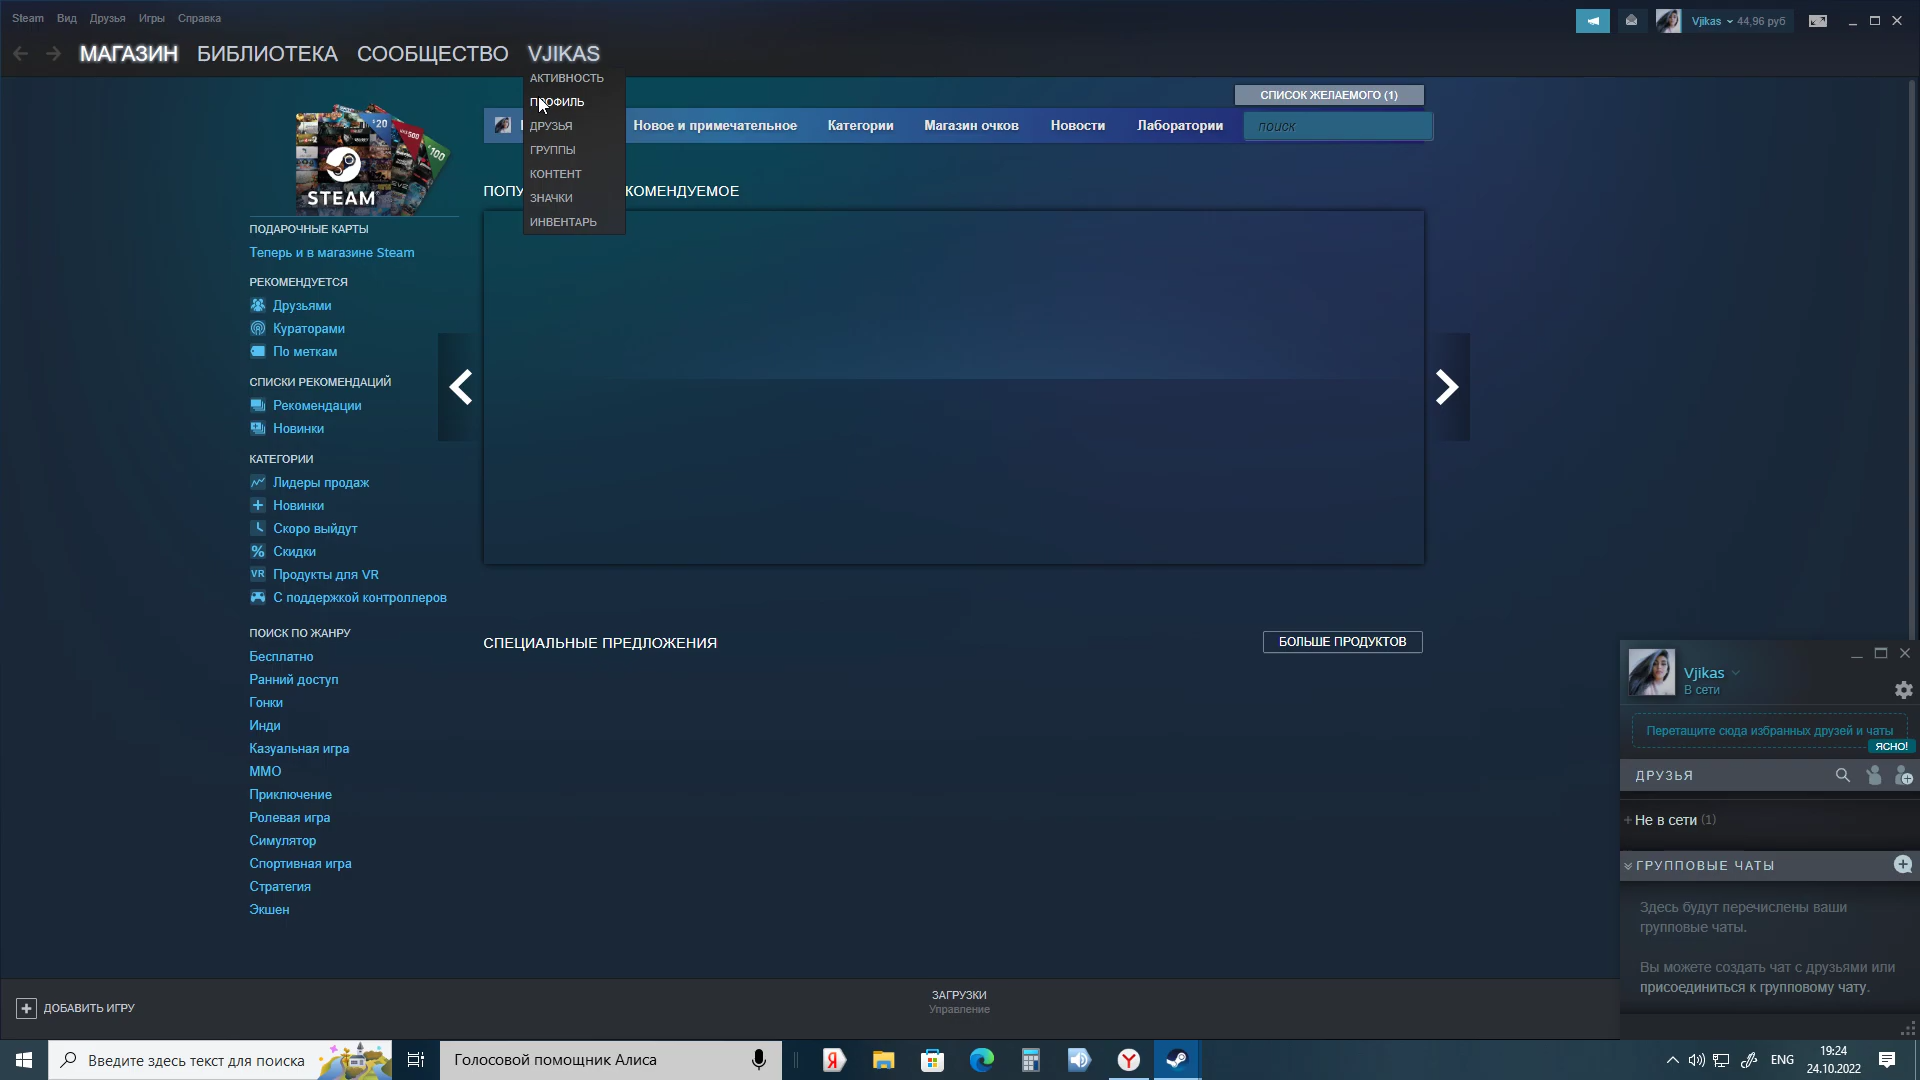 Steam Вид Друзья Игры Справка
Vjikas 44,96 руб
МАГАЗИН БИБЛИОТЕКА СООБЩЕСТВО VJIKAS
АКТИВНОСТЬ
ПРОФИЛЬ
ДРУЗЬЯ
ГРУППЫ
КОНТЕНТ
ЗНАЧКИ
ИНВЕНТАРЬ
СПИСОК ЖЕЛАЕМОГО (1)
Новое и примечательное Категории Магазин очков Новости Лаборатории поиск
STEAM
ПОДАРОЧНЫЕ КАРТЫ
Теперь и в магазине Steam
РЕКОМЕНДУЕТСЯ
Друзьями
Кураторами
По меткам
СПИСКИ РЕКОМЕНДАЦИЙ
Рекомендации
Новинки
КАТЕГОРИИ
Лидеры продаж
Новинки
Скоро выйдут
Скидки
VR Продукты для VR
С поддержкой контроллеров
ПОИСК ПО ЖАНРУ
Бесплатно
Ранний доступ
Гонки
Инди
Казуальная игра
ММО
Приключение
Ролевая игра
Симулятор
Спортивная игра
Стратегия
Экшен
ПОПУ КОМЕНДУЕМОЕ
СПЕЦИАЛЬНЫЕ ПРЕДЛОЖЕНИЯ
БОЛЬШЕ ПРОДУКТОВ
Vjikas
В сети
Перетащите сюда избранных друзей и чаты
ЯСНО!
ДРУЗЬЯ
Не в сети (1)
ГРУППОВЫЕ ЧАТЫ
Здесь будут перечислены ваши
групповые чаты.
Вы можете создать чат с друзьями или
присоединиться к групповому чату.
ДОБАВИТЬ ИГРУ
ЗАГРУЗКИ
Управление
Введите здесь текст для поиска
Голосовой помощник Алиса
ENG
19:24
24.10.2022